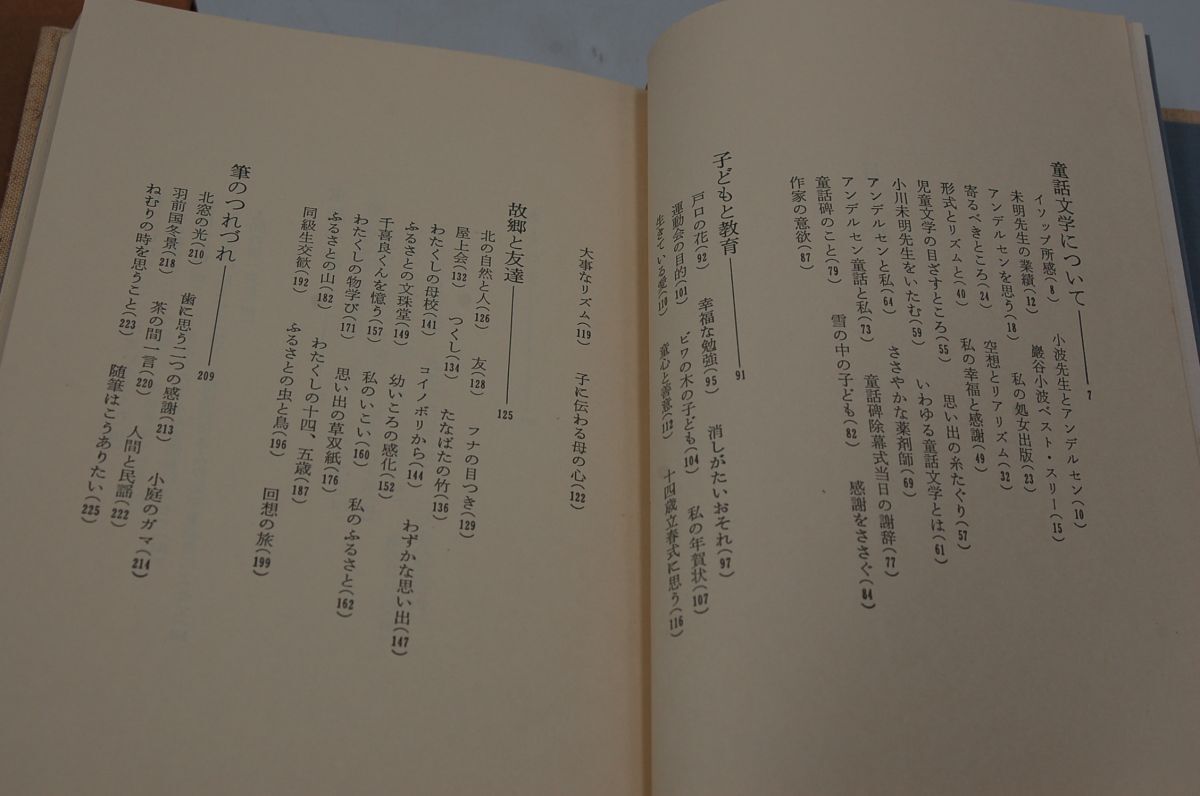 童話文学について――7
イソップ所感(8) 小波先生とアンデルセン(10)
未明先生の業績(12) 巖谷小波ベスト・スリー(15)
アンデルセンを思う(18) 私の処女出版(23)
寄るべきところ(24) 空想とリアリズム(32)
形式とリズムと(40) 私の幸福と感謝(49)
児童文学の目ざすところ(55) 思い出の糸たぐり(57)
小川未明先生をいたむ(59) いわゆる童話文学とは(61)
アンデルセンと私(64) ささやかな薬剤師(69)
アンデルセン童話と私(73) 童話碑除幕式当日の謝辞(77)
童話碑のこと(79) 雪の中の子ども(82) 感謝をささぐ(84)
作家の意欲(87)
子どもと教育――91
戸口の花(92) 幸福な勉強(95) 消しがたいおそれ(97)
運動会の目的(101) ビワの木の子ども(104) 私の年賀状(107)
生きている愛(110) 童心と善意(112) 十四歳立春式に思う(116)
大事なリズム(119) 子に伝わる母の心(122)
故郷と友達――125
北の自然と人(126) 友(128) フナの目つき(129)
屋上会(132) つくし(134) たなばたの竹(136)
わたくしの母校(141) コイノボリから(144) わずかな思い出(147)
ふるさとの文珠堂(149) 幼いころの感化(152)
千喜良くんを憶う(157) 私のいこい(160) 私のふるさと(162)
わたくしの物学び(171) 思い出の草双紙(176)
ふるさとの山(182) わたくしの十四、五歳(187)
同級生交歓(192) ふるさとの虫と鳥(196) 回想の旅(199)
筆のつれづれ――209
北窓の光(210) 歯に思う二つの感謝(213) 小庭のガマ(214)
羽前国冬景(218) 茶の間一言(220) 人間と民謡(222)
ねむりの時を思うこと(223) 随筆はこうありたい(225)